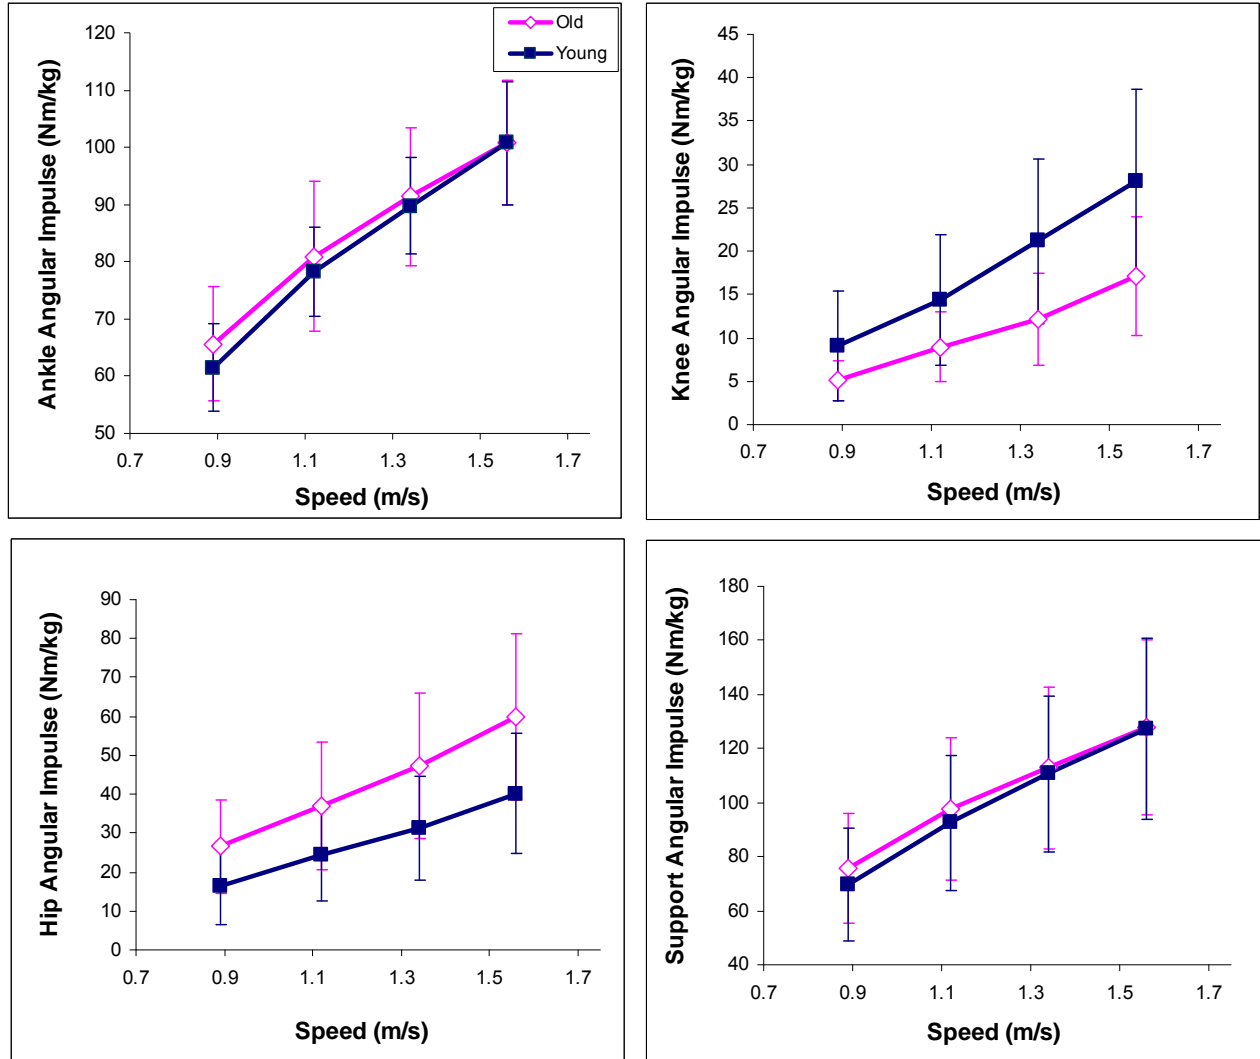 Old
Young
Ankle Angular Impulse (Nm/kg)
120
110
100
90
80
70
60
50
0.7 0.9 1.1 1.3 1.5 1.7
Speed (m/s)
Knee Angular Impulse (Nm/kg)
45
40
35
30
25
20
15
10
5
0
0.7 0.9 1.1 1.3 1.5 1.7
Speed (m/s)
Hip Angular Impulse (Nm/kg)
90
80
70
60
50
40
30
20
10
0
0.7 0.9 1.1 1.3 1.5 1.7
Speed (m/s)
Support Angular Impulse (Nm/kg)
180
160
140
120
100
80
60
40
0.7 0.9 1.1 1.3 1.5 1.7
Speed (m/s)